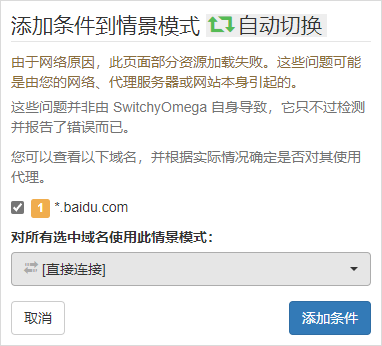 添加条件到情景模式 自动切换
由于网络原因，此页面部分资源加载失败。这些问题可能
是由您的网络、代理服务器或网站本身引起的。
这些问题并非由 SwitchyOmega 自身导致，它只不过检测
并报告了错误而已。
您可以查看以下域名，并根据实际情况确定是否对其使用
代理。
1 *.baidu.com
对所有选中域名使用此情景模式：
[直接连接]
取消 添加条件